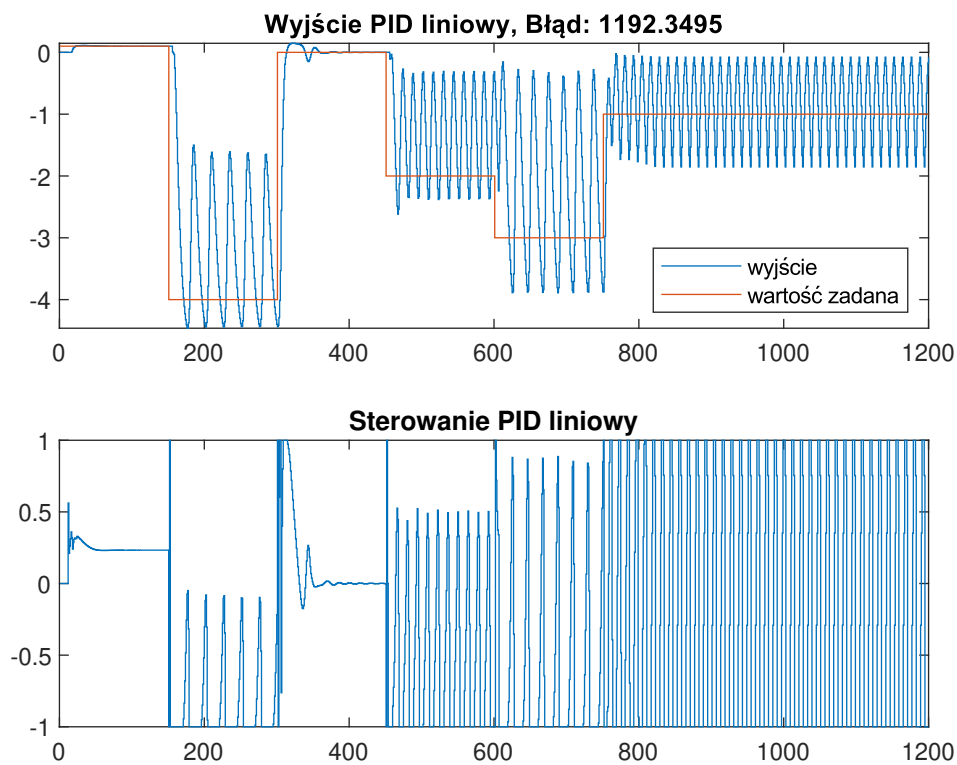 Wyjście PID liniowy, Błąd: 1192.3495
0
-1
-2
-3
-4
wyjście
wartość zadana
0 200 400 600 800 1000 1200
Sterowanie PID liniowy
1
0.5
0
-0.5
-1
0 200 400 600 800 1000 1200